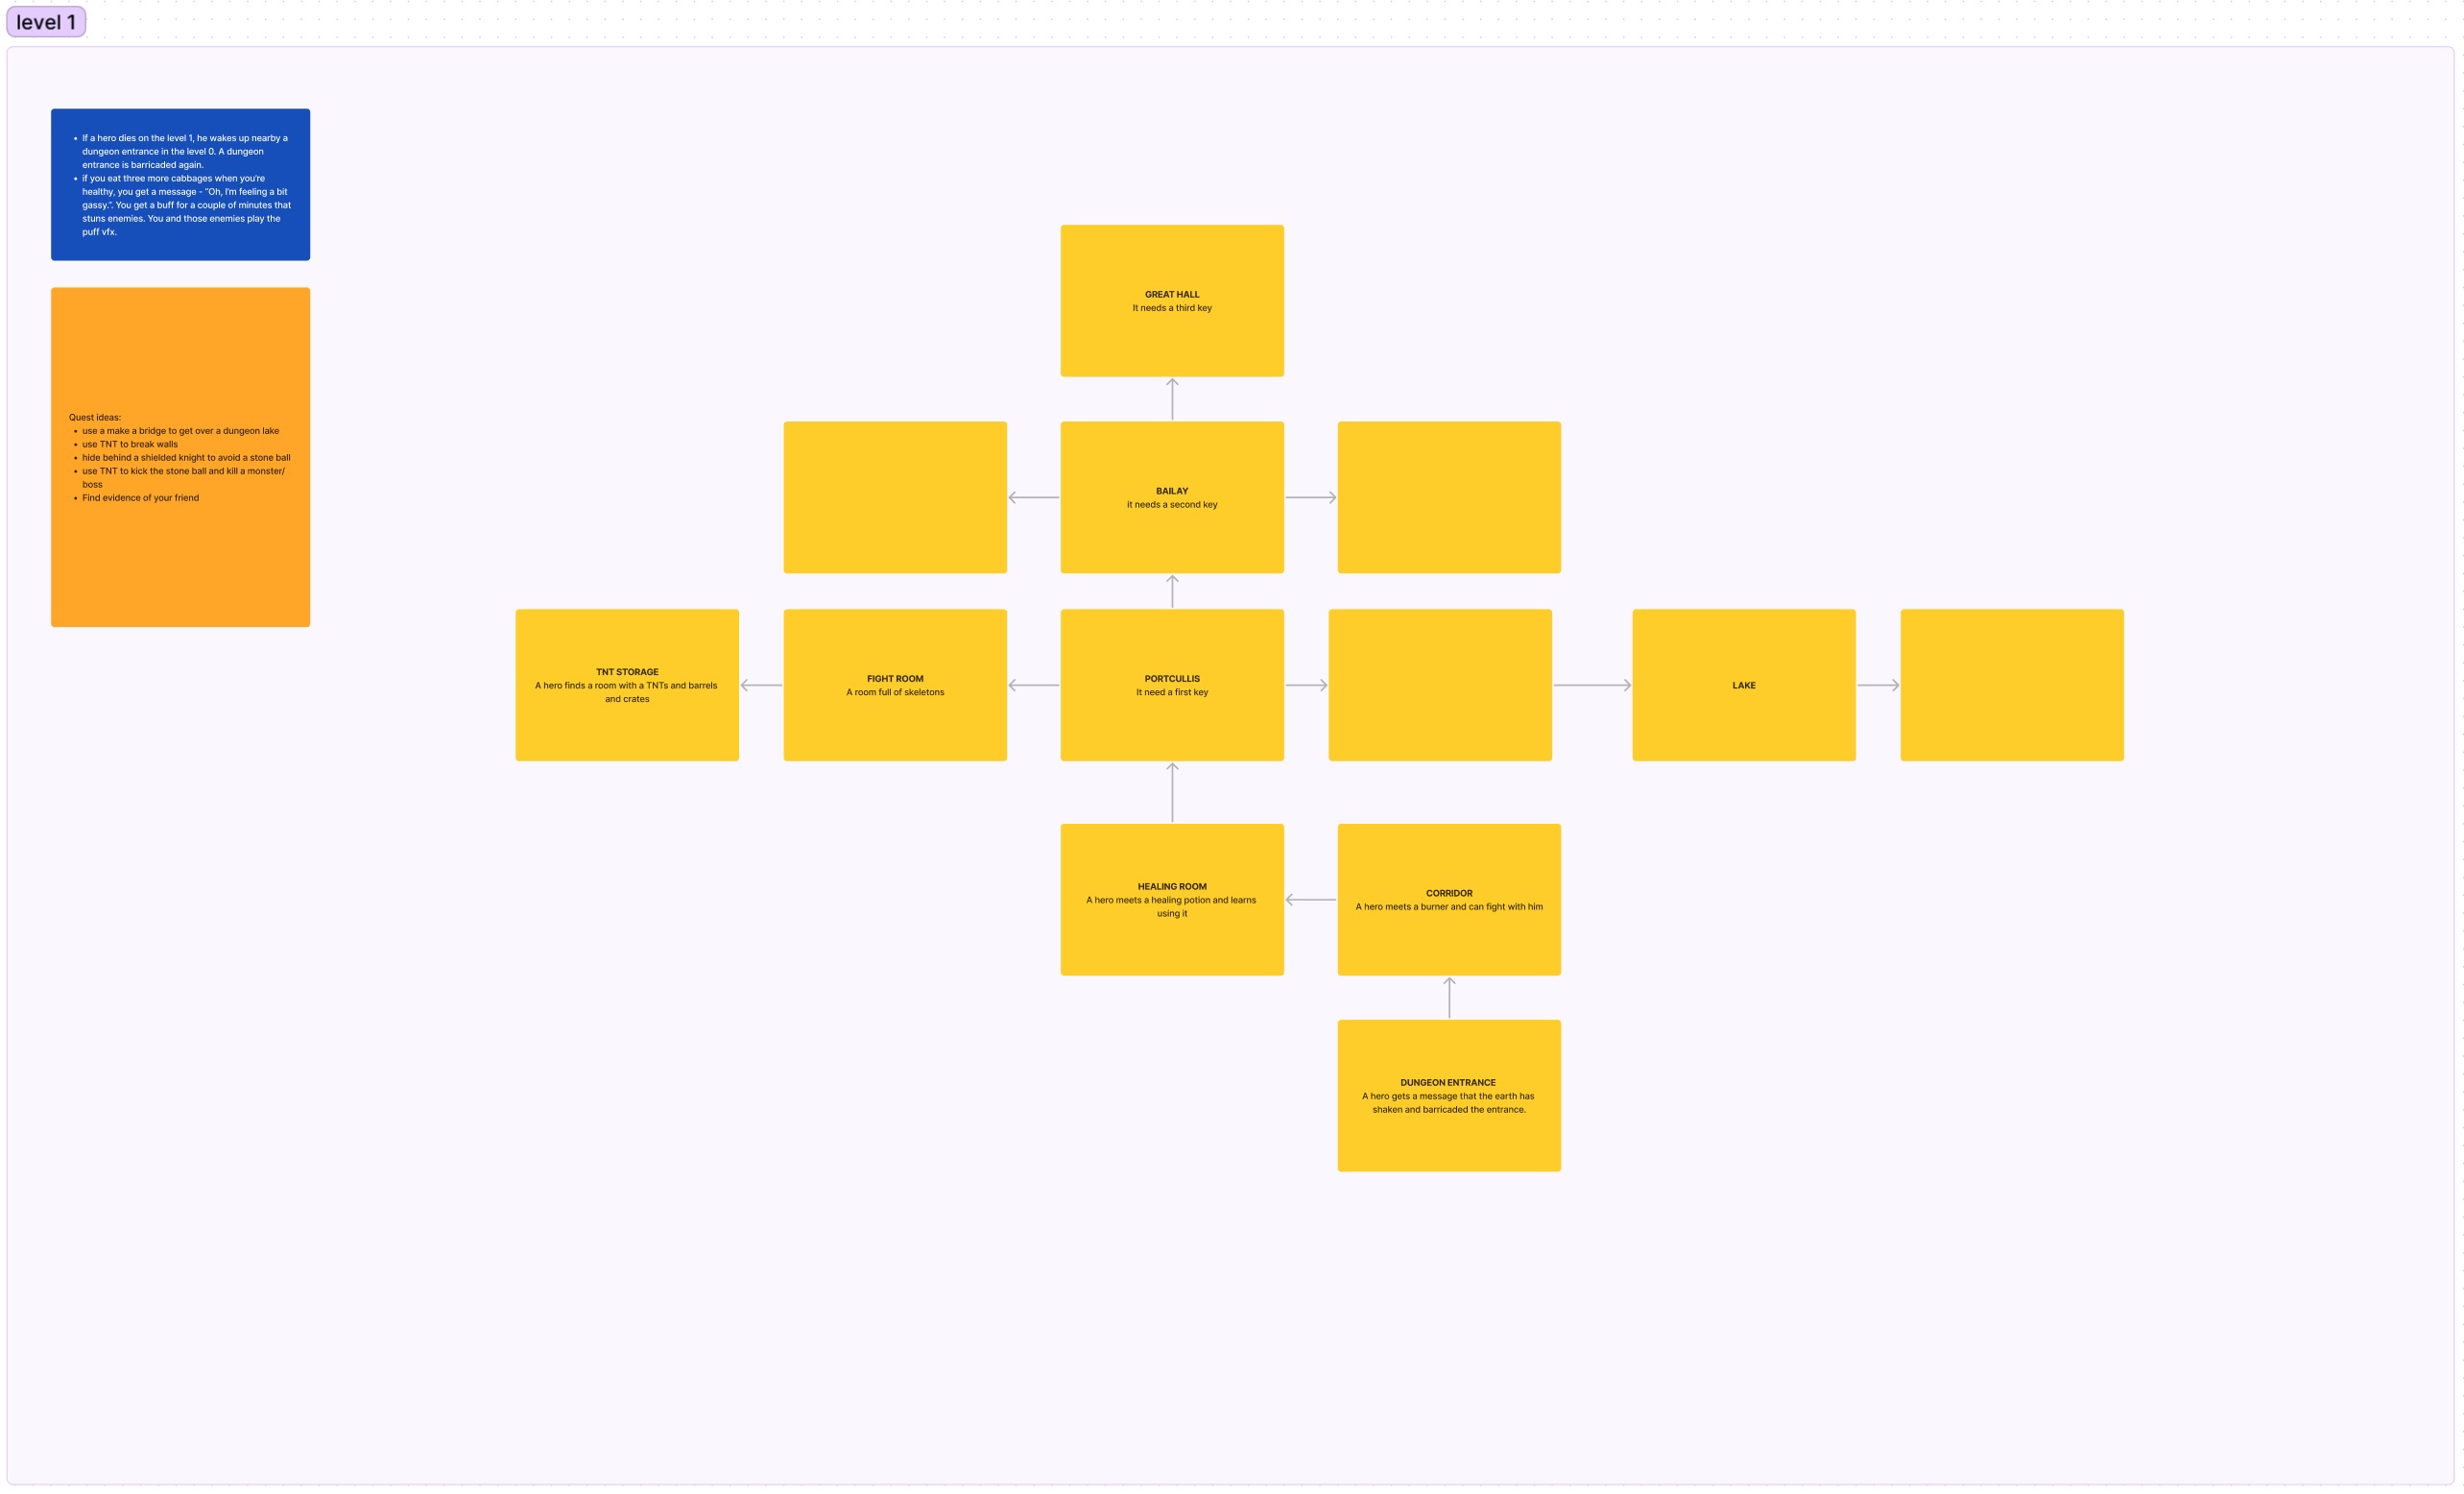 level 1
• If a hero dies on the level 1, he wakes up nearby a
dungeon entrance in the level 0. A dungeon
entrance is barricaded again.
• if you eat three more cabbages when you're
healthy, you get a message - "Oh, I'm feeling a bit
gassy.". You get a buff for a couple of minutes that
stuns enemies. You and those enemies play the
puff vfx.
Quest ideas:
• use a make a bridge to get over a dungeon lake
• use TNT to break walls
• hide behind a shielded knight to avoid a stone ball
• use TNT to kick the stone ball and kill a monster/
boss
• Find evidence of your friend
GREAT HALL
It needs a third key
BAILAY
it needs a second key
TNT STORAGE
A hero finds a room with a TNTs and barrels
and crates
FIGHT ROOM
A room full of skeletons
PORTCULLIS
It need a first key
LAKE
HEALING ROOM
A hero meets a healing potion and learns
using it
CORRIDOR
A hero meets a burner and can fight with him
DUNGEON ENTRANCE
A hero gets a message that the earth has
shaken and barricaded the entrance.